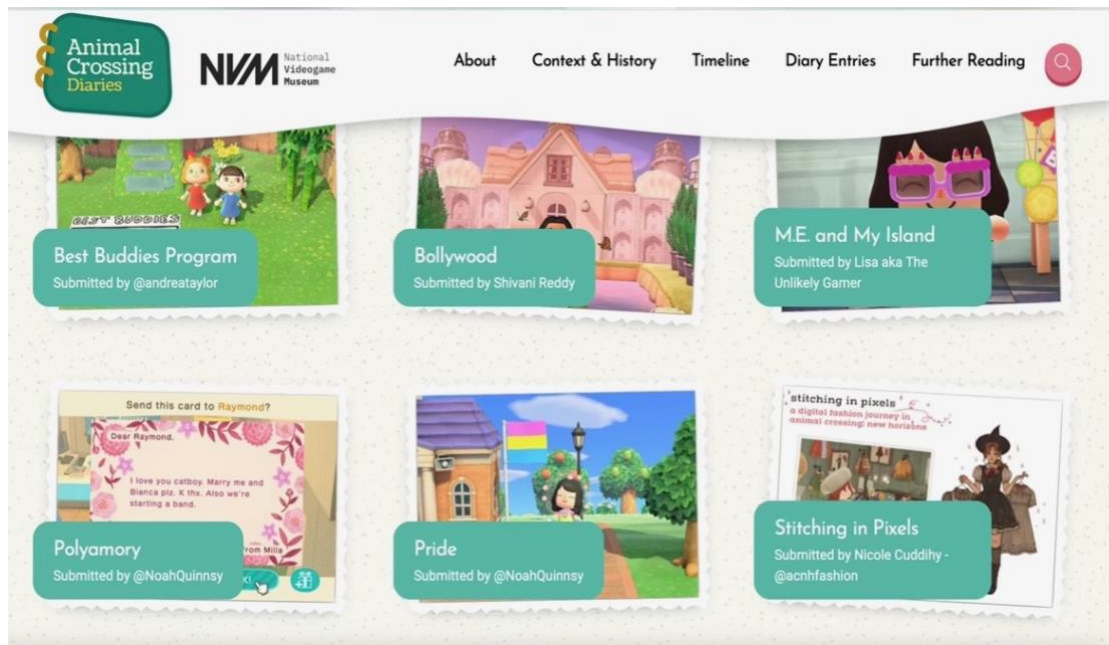 Animal
Crossing
Diaries
NVM
National
Videogame
Museum
About
Context & History
Timeline
Diary Entries
Further Reading
BEST BUDDIES
Best Buddies Program
Submitted by @andreataylor
Bollywood
Submitted by Shivani Reddy
M.E. and My Island
Submitted by Lisa aka The
Unlikely Gamer
Send this card to Raymond?
Dear Raymond,
I love you catboy. Marry me and
Bianca plz. K thx. Also we're
starting a band.
From Milla
Polyamory
Submitted by @NoahQuinnsy
Pride
Submitted by @NoahQuinnsy
stitching in pixels
a digital fashion journey in
animal crossing: new horizons
Stitching in Pixels
Submitted by Nicole Cuddihy -
@acnhfashion